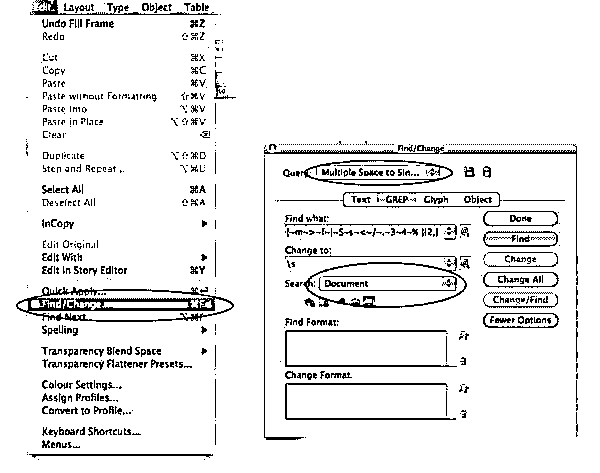 Edit Layout Type Object Table
Undo Fill Frame ⌘Z
Redo ⇧⌘Z
Cut ⌘X
Copy ⌘C
Paste ⌘V
Paste without Formatting ⇧⌘V
Paste Into ⌥⌘V
Paste in Place ⌥⇧⌘V
Clear ⌫
Duplicate ⌥⇧⌘D
Step and Repeat... ⌥⌘U
Select All ⌘A
Deselect All ⇧⌘A
InCopy
Edit Original
Edit With
Edit in Story Editor ⌘Y
Quick Apply... ⌘↩
Find/Change... ⌘F
Find Next ⌥⌘F
Spelling
Transparency Blend Space
Transparency Flattener Presets...
Colour Settings...
Assign Profiles...
Convert to Profile...
Keyboard Shortcuts...
Menus...
Find/Change
Query: Multiple Space to Sin...
Text GREP Glyph Object
Find what:
[~m~>~f~|~S~s~<~/~.~3~4~% ]{2,}
Change to:
\s
Search: Document
Find Format:
Change Format:
Done
Find
Change
Change All
Change/Find
Fewer Options